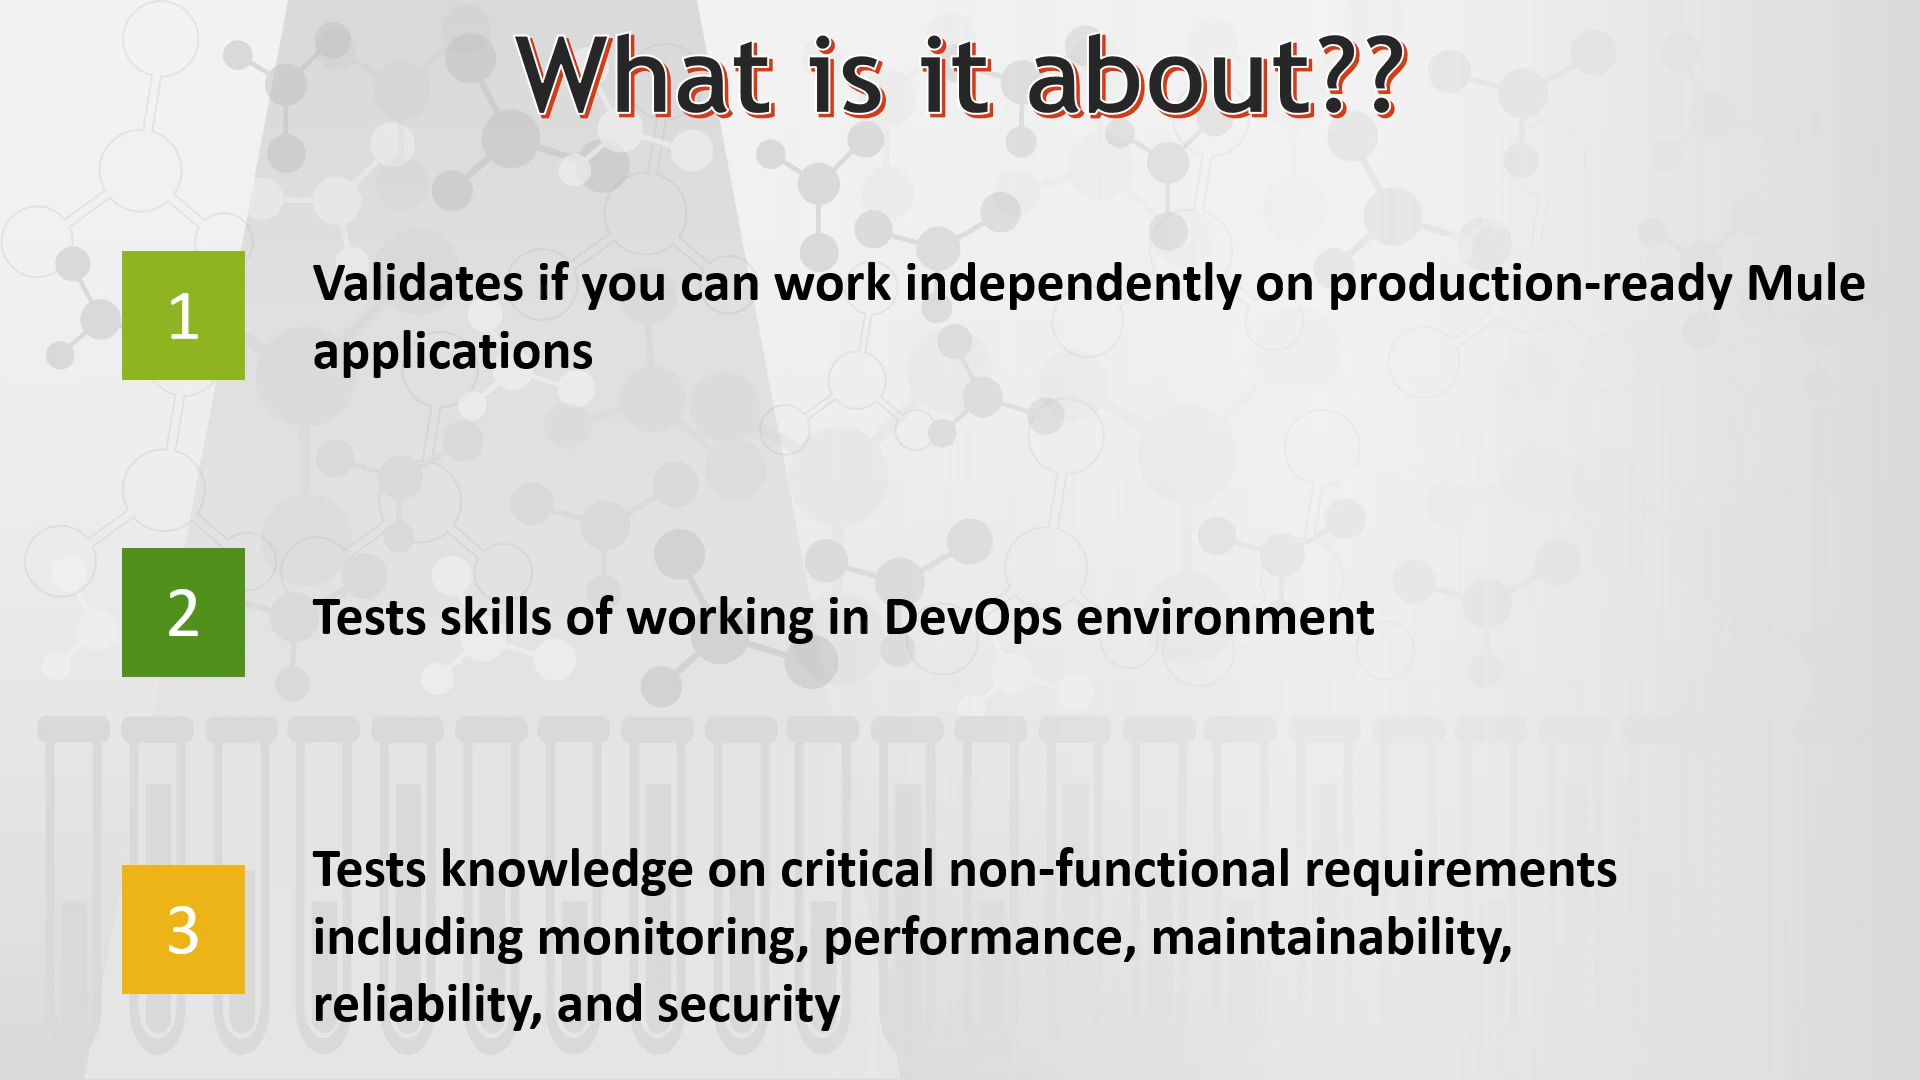 What is it about??
1
Validates if you can work independently on production-ready Mule
applications
2
Tests skills of working in DevOps environment
3
Tests knowledge on critical non-functional requirements
including monitoring, performance, maintainability,
reliability, and security